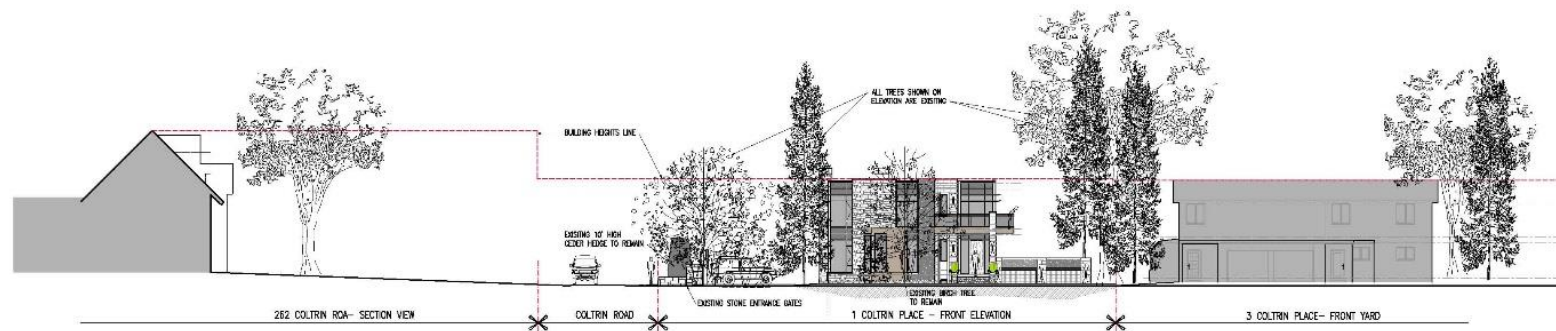 ALL TREES SHOWN ON
ELEVATION ARE EXISTING
BUILDING HEIGHTS LINE
EXISITNG 10' HIGH
CEDER HEDGE TO REMAIN
EXISTING STONE ENTRANCE GATES
EXISTING BIRCH TREE
TO REMAIN
262 COLTRIN ROA- SECTION VIEW
COLTRIN ROAD
1 COLTRIN PLACE - FRONT ELEVATION
3 COLTRIN PLACE- FRONT YARD